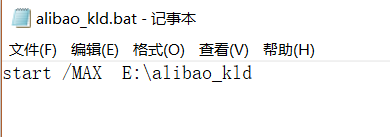 alibao_kld.bat - 记事本
文件(F) 编辑(E) 格式(O) 查看(V) 帮助(H)
start /MAX  E:\alibao_kld